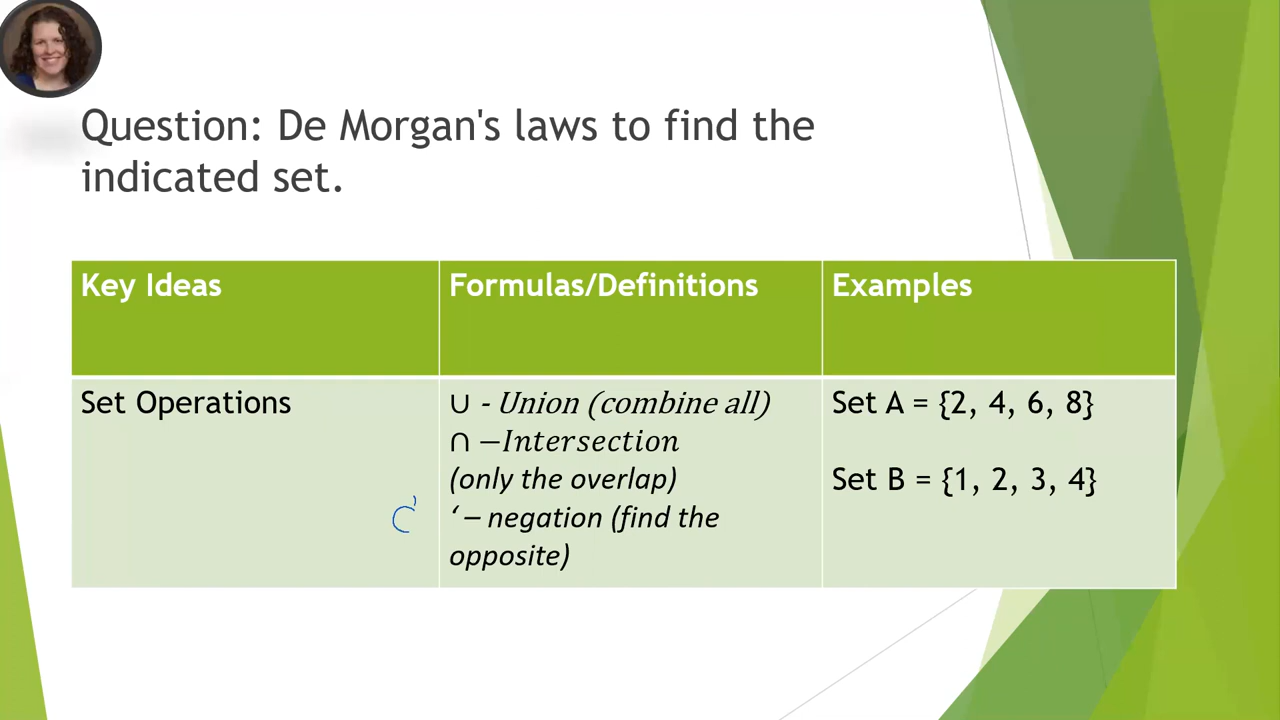 Question: De Morgan's laws to find the
indicated set.
Key Ideas
Formulas/Definitions
Examples
Set Operations
∪ - Union (combine all)
∩ −Intersection
(only the overlap)
‘ – negation (find the
opposite)
Set A = {2, 4, 6, 8}
Set B = {1, 2, 3, 4}
C'